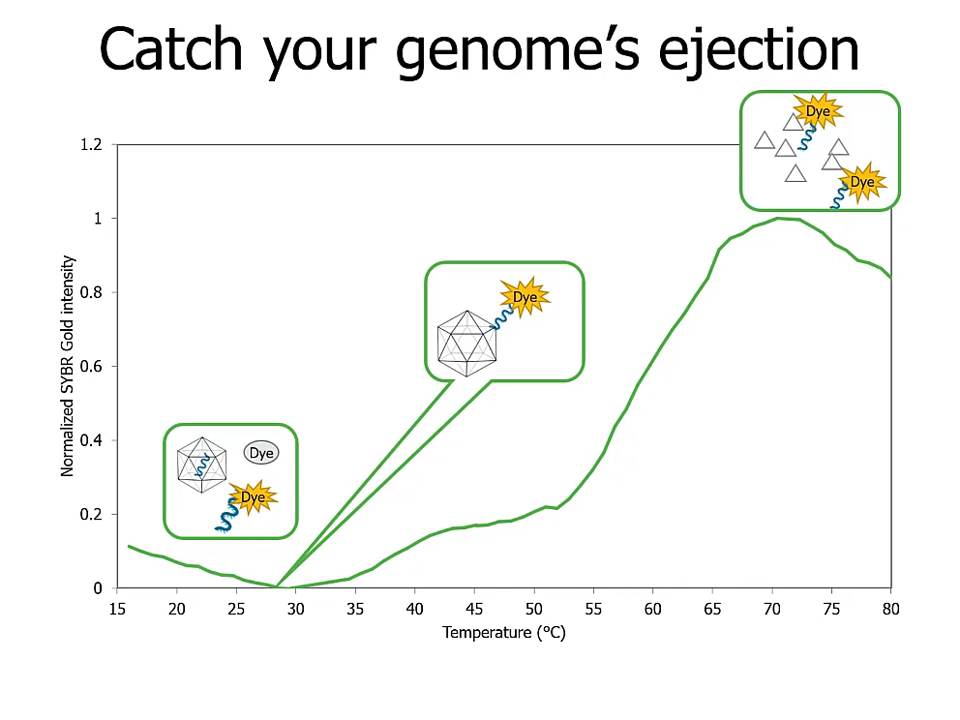 Catch your genome’s ejection
Dye
Dye
1.2
1
0.8
0.6
0.4
0.2
0
Normalized SYBR Gold intensity
Dye
Dye
Dye
15 20 25 30 35 40 45 50 55 60 65 70 75 80
Temperature (°C)